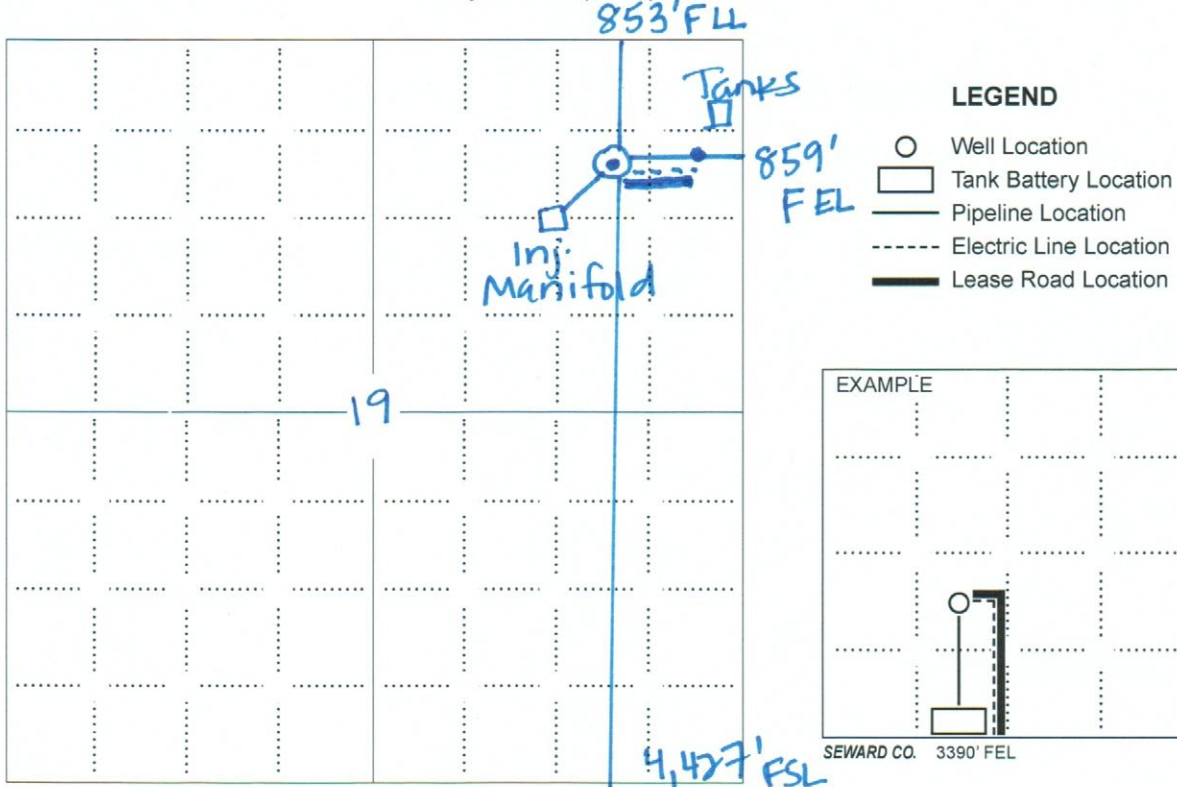 853' FLL
Tanks
859'
FEL
Inj.
Manifold
19
4,427' FSL
LEGEND
Well Location
Tank Battery Location
Pipeline Location
Electric Line Location
Lease Road Location
EXAMPLE
SEWARD CO. 3390' FEL